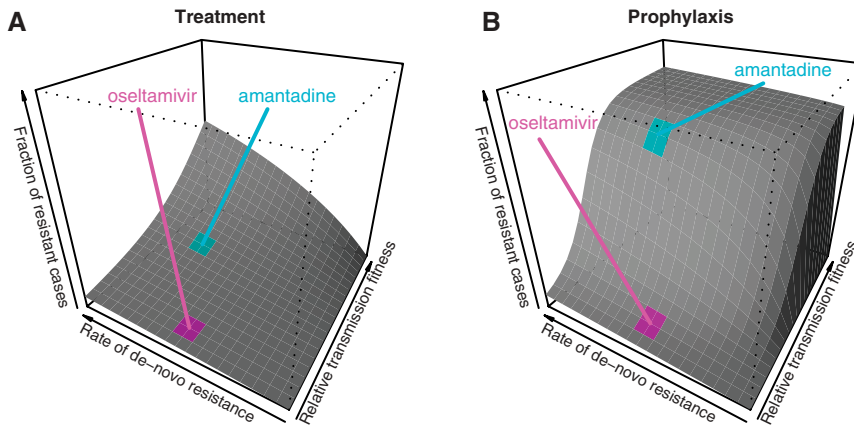 A
Treatment
oseltamivir
amantadine
Fraction of resistant cases
Rate of de−novo resistance
Relative transmission fitness
B
Prophylaxis
amantadine
oseltamivir
Fraction of resistant cases
Rate of de−novo resistance
Relative transmission fitness